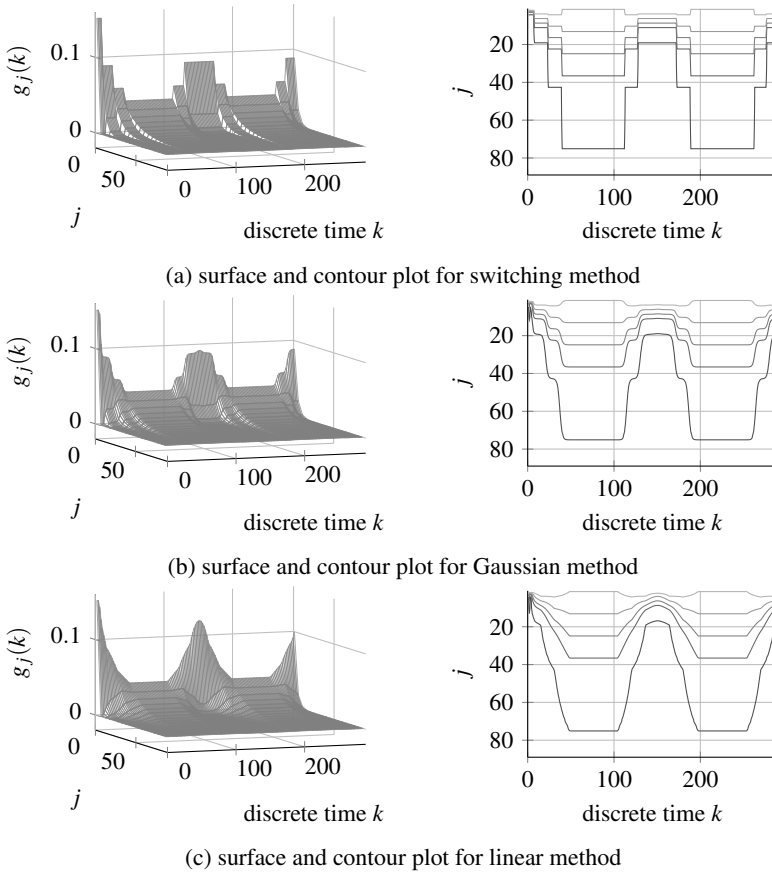 0.1
0
g_j(k)
0
50
j
0
100
200
discrete time k
20
40
60
80
j
0
100
200
discrete time k
(a) surface and contour plot for switching method
0.1
0
g_j(k)
0
50
j
0
100
200
discrete time k
20
40
60
80
j
0
100
200
discrete time k
(b) surface and contour plot for Gaussian method
0.1
0
g_j(k)
0
50
j
0
100
200
discrete time k
20
40
60
80
j
0
100
200
discrete time k
(c) surface and contour plot for linear method